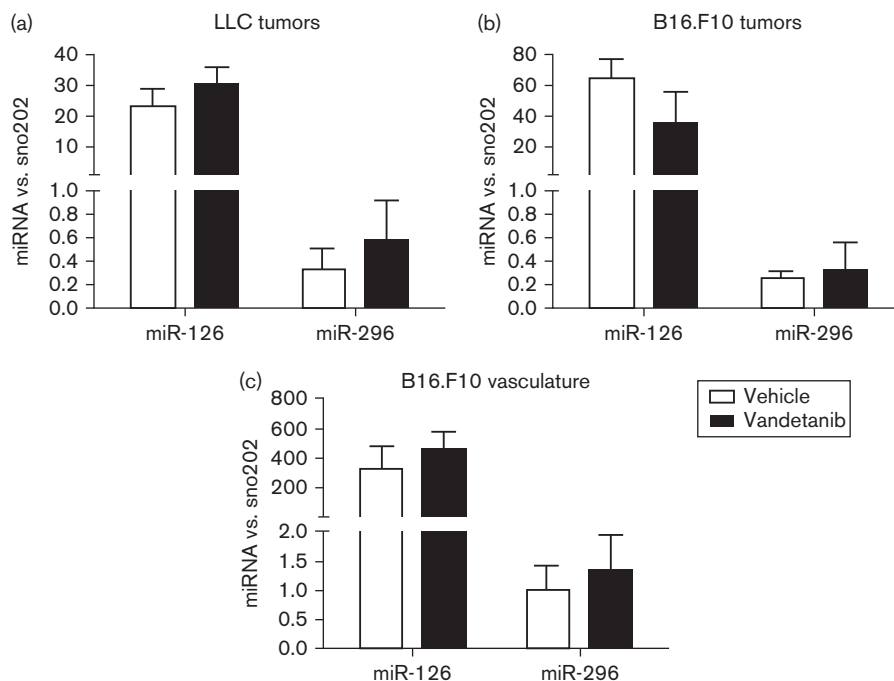 (a)
LLC tumors
miRNA vs. sno202
40
30
20
10
1.0
0.8
0.6
0.4
0.2
0.0
miR-126
miR-296
(b)
B16.F10 tumors
miRNA vs. sno202
80
60
40
20
1.0
0.8
0.6
0.4
0.2
0.0
miR-126
miR-296
(c)
B16.F10 vasculature
miRNA vs. sno202
800
600
400
200
2.0
1.5
1.0
0.5
0.0
miR-126
miR-296
Vehicle
Vandetanib